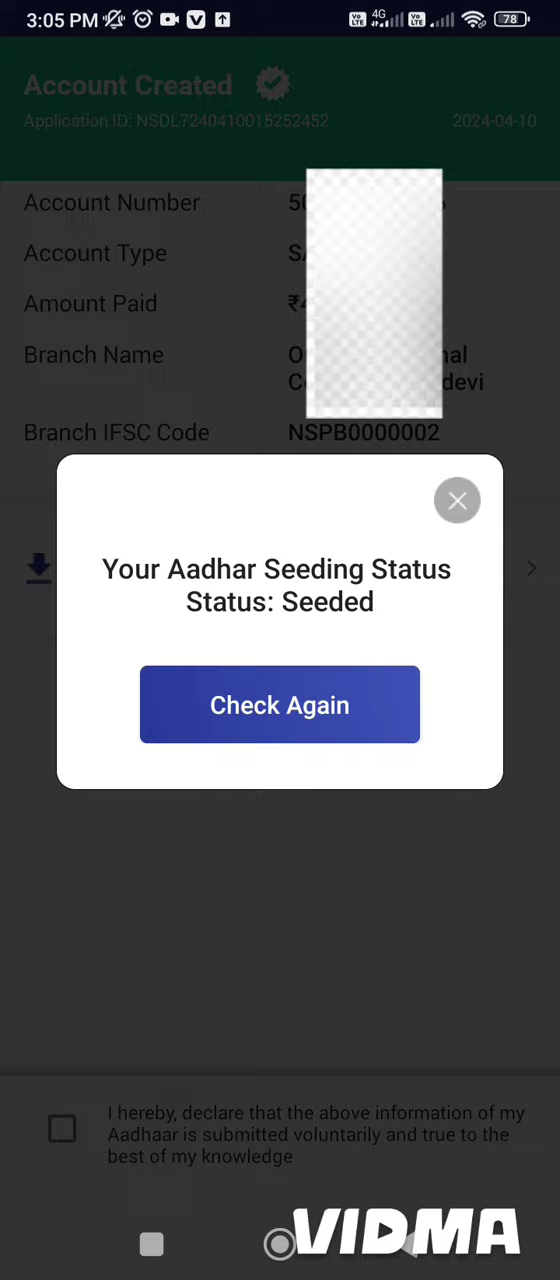 3:05 PM
4G
78
Account Created
Application ID: NSDL7240410015252452 2024-04-10
Account Number
Account Type
Amount Paid
Branch Name
Branch IFSC Code NSPB0000002
Your Aadhar Seeding Status
Status: Seeded
Check Again
I hereby, declare that the above information of my
Aadhaar is submitted voluntarily and true to the
best of my knowledge
VIDMA